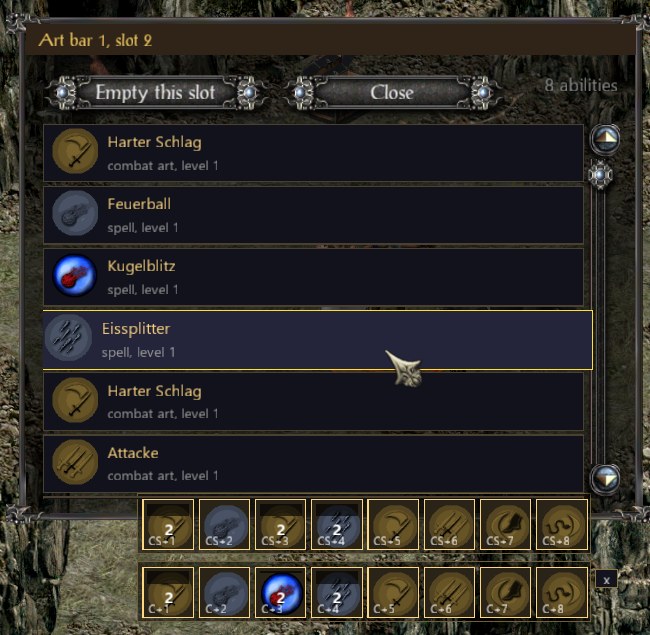 Art bar 1, slot 2
Empty this slot
Close
8 abilities
Harter Schlag
combat art, level 1
Feuerball
spell, level 1
Kugelblitz
spell, level 1
Eissplitter
spell, level 1
Harter Schlag
combat art, level 1
Attacke
combat art, level 1
2 2 2
CS+1 CS+2 CS+3 CS+4 CS+5 CS+6 CS+7 CS+8
x
2 2 2
C+1 C+2 C+3 C+4 C+5 C+6 C+7 C+8